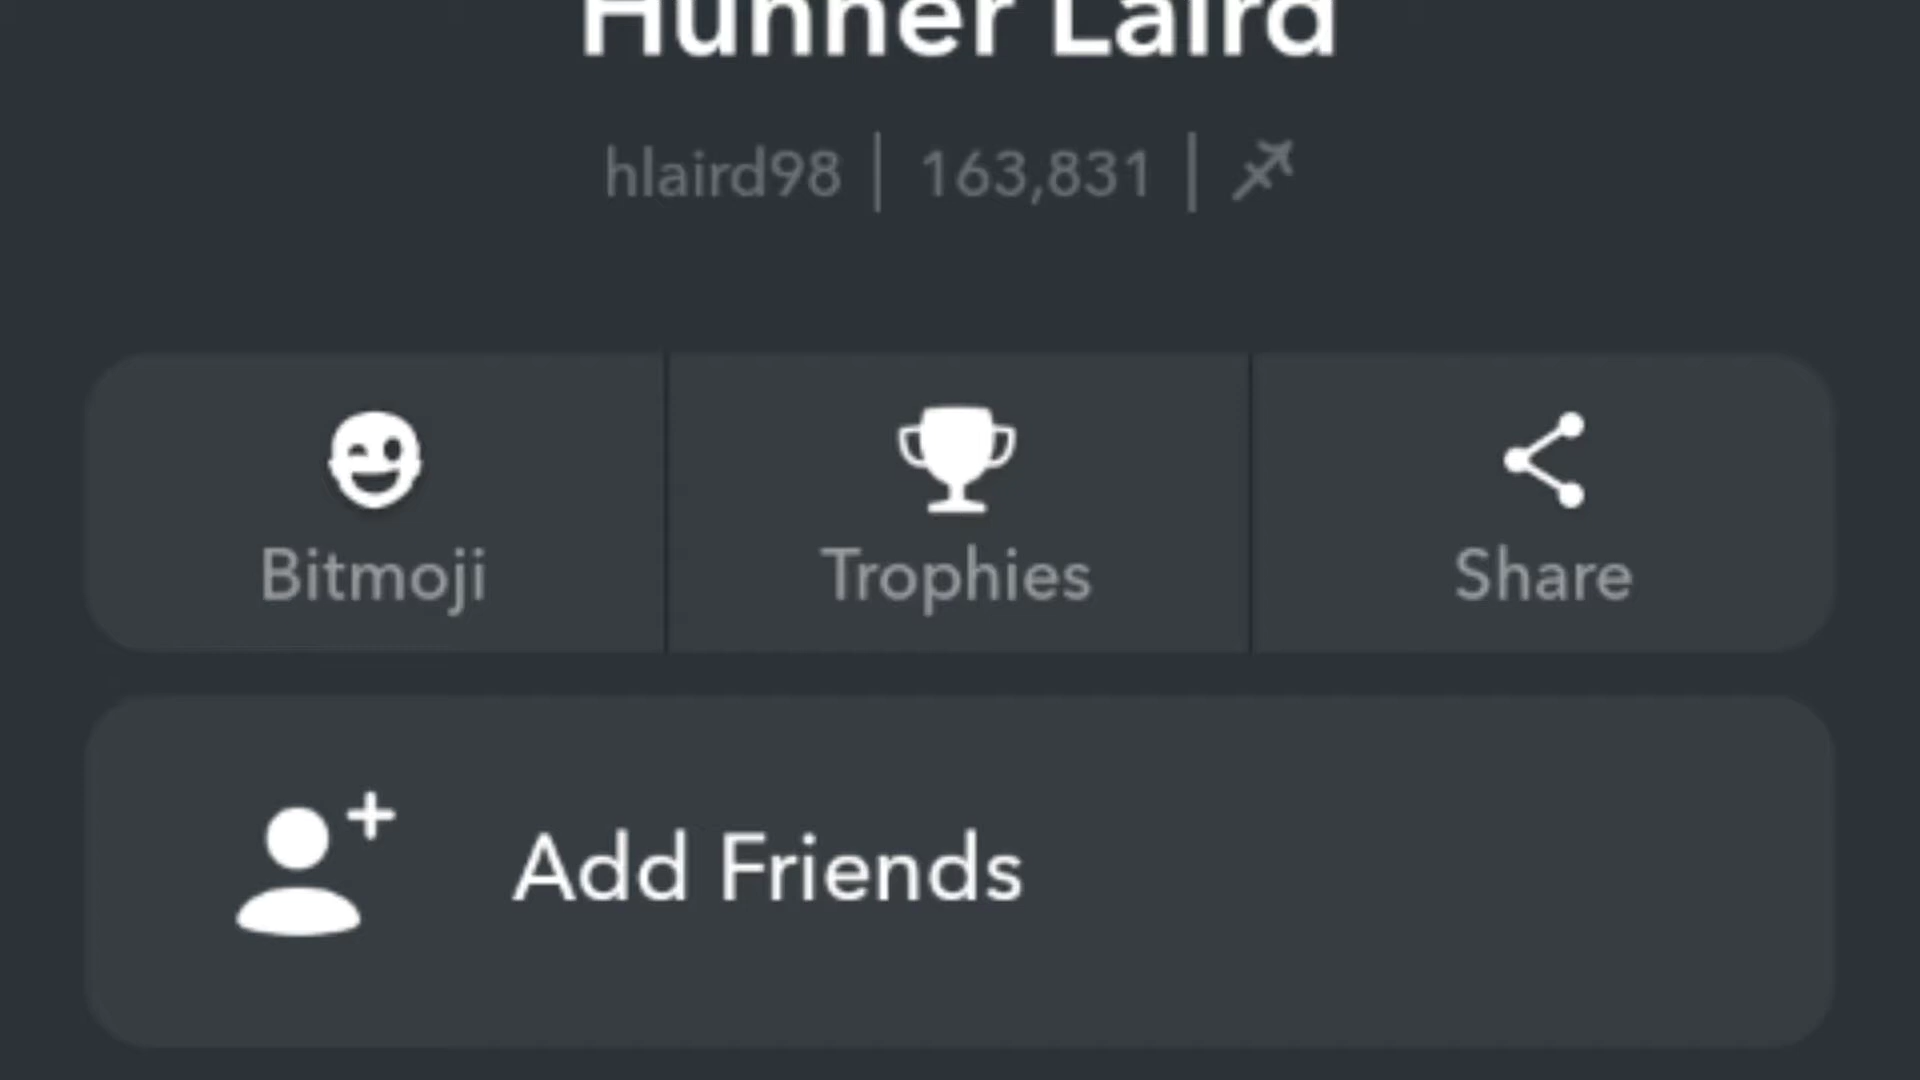 Hunner Laird
hlaird98 | 163,831 | ♐
Bitmoji Trophies Share
Add Friends